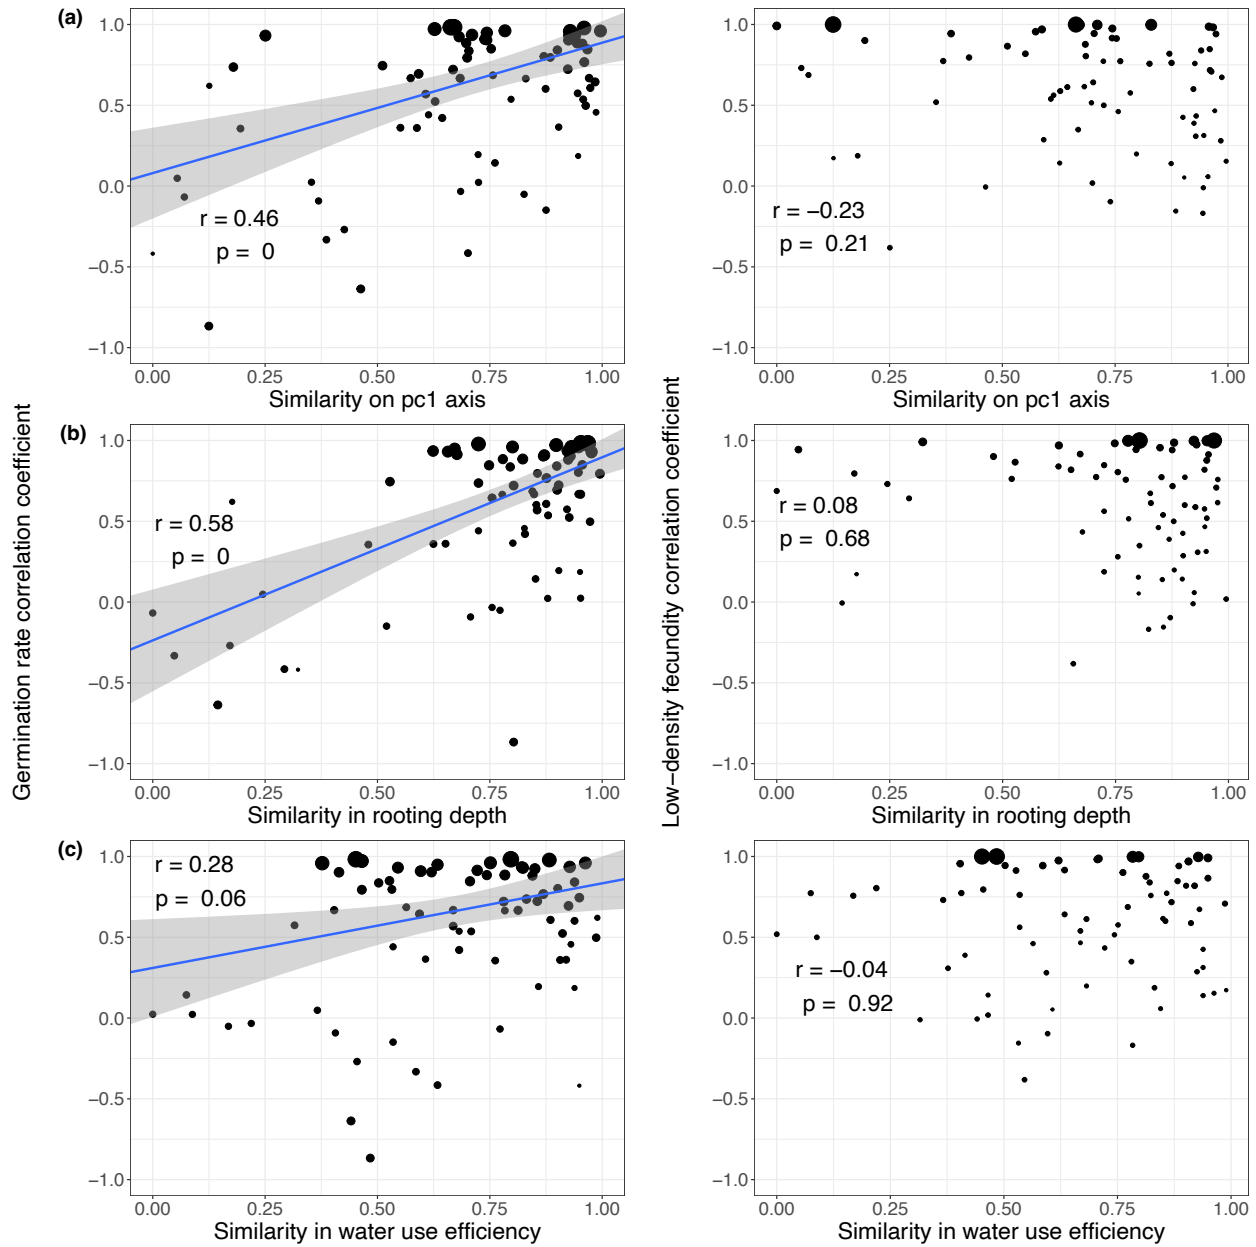 (a)
1.0
0.5
0.0
−0.5
−1.0
r = 0.46
p = 0
0.00 0.25 0.50 0.75 1.00
Similarity on pc1 axis
1.0
0.5
0.0
−0.5
−1.0
r = −0.23
p = 0.21
0.00 0.25 0.50 0.75 1.00
Similarity on pc1 axis
Germination rate correlation coefficient
Low−density fecundity correlation coefficient
(b)
1.0
0.5
0.0
−0.5
−1.0
r = 0.58
p = 0
0.00 0.25 0.50 0.75 1.00
Similarity in rooting depth
1.0
0.5
0.0
−0.5
−1.0
r = 0.08
p = 0.68
0.00 0.25 0.50 0.75 1.00
Similarity in rooting depth
(c)
1.0
0.5
0.0
−0.5
−1.0
r = 0.28
p = 0.06
0.00 0.25 0.50 0.75 1.00
Similarity in water use efficiency
1.0
0.5
0.0
−0.5
−1.0
r = −0.04
p = 0.92
0.00 0.25 0.50 0.75 1.00
Similarity in water use efficiency